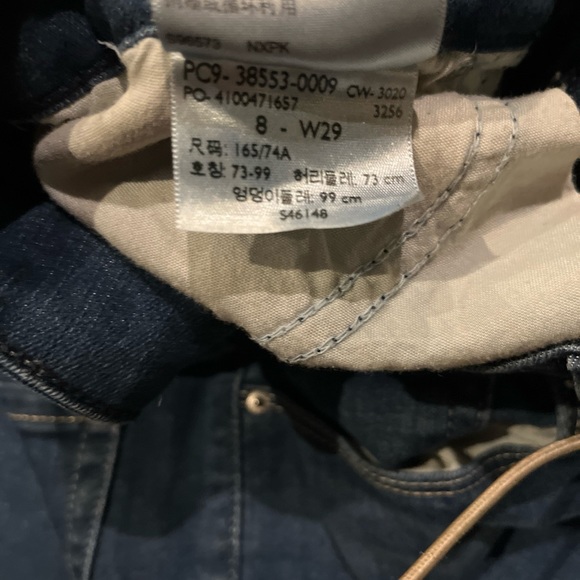 S66573 NXPK
PC9- 38553-0009 CW- 3020
PO- 4100471657 3256
8 - W29
尺码: 165/74A
호칭: 73-99 허리둘레: 73 cm
엉덩이둘레: 99 cm
S46148